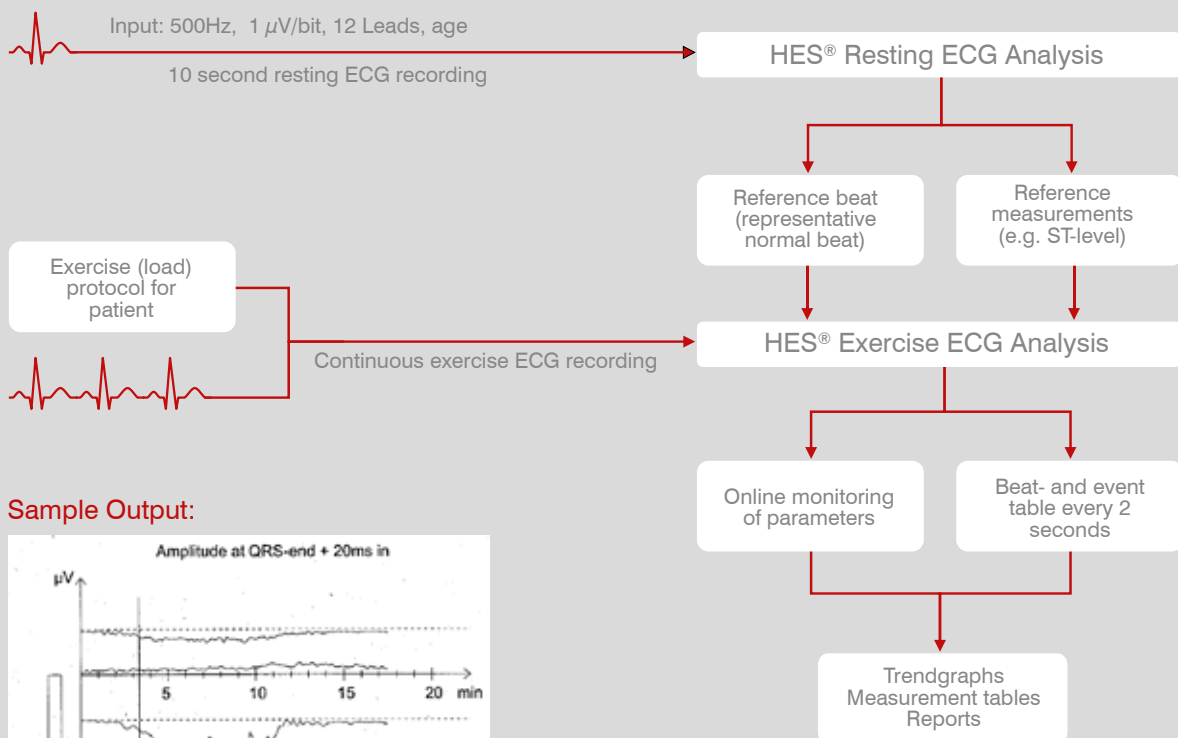 Input: 500Hz, 1 µV/bit, 12 Leads, age
10 second resting ECG recording
HES® Resting ECG Analysis
Reference beat
(representative
normal beat)
Reference
measurements
(e.g. ST-level)
Exercise (load)
protocol for
patient
Continuous exercise ECG recording
HES® Exercise ECG Analysis
Online monitoring
of parameters
Beat- and event
table every 2
seconds
Trendgraphs
Measurement tables
Reports
Sample Output:
Amplitude at QRS-end + 20ms in
µV
5 10 15 20 min